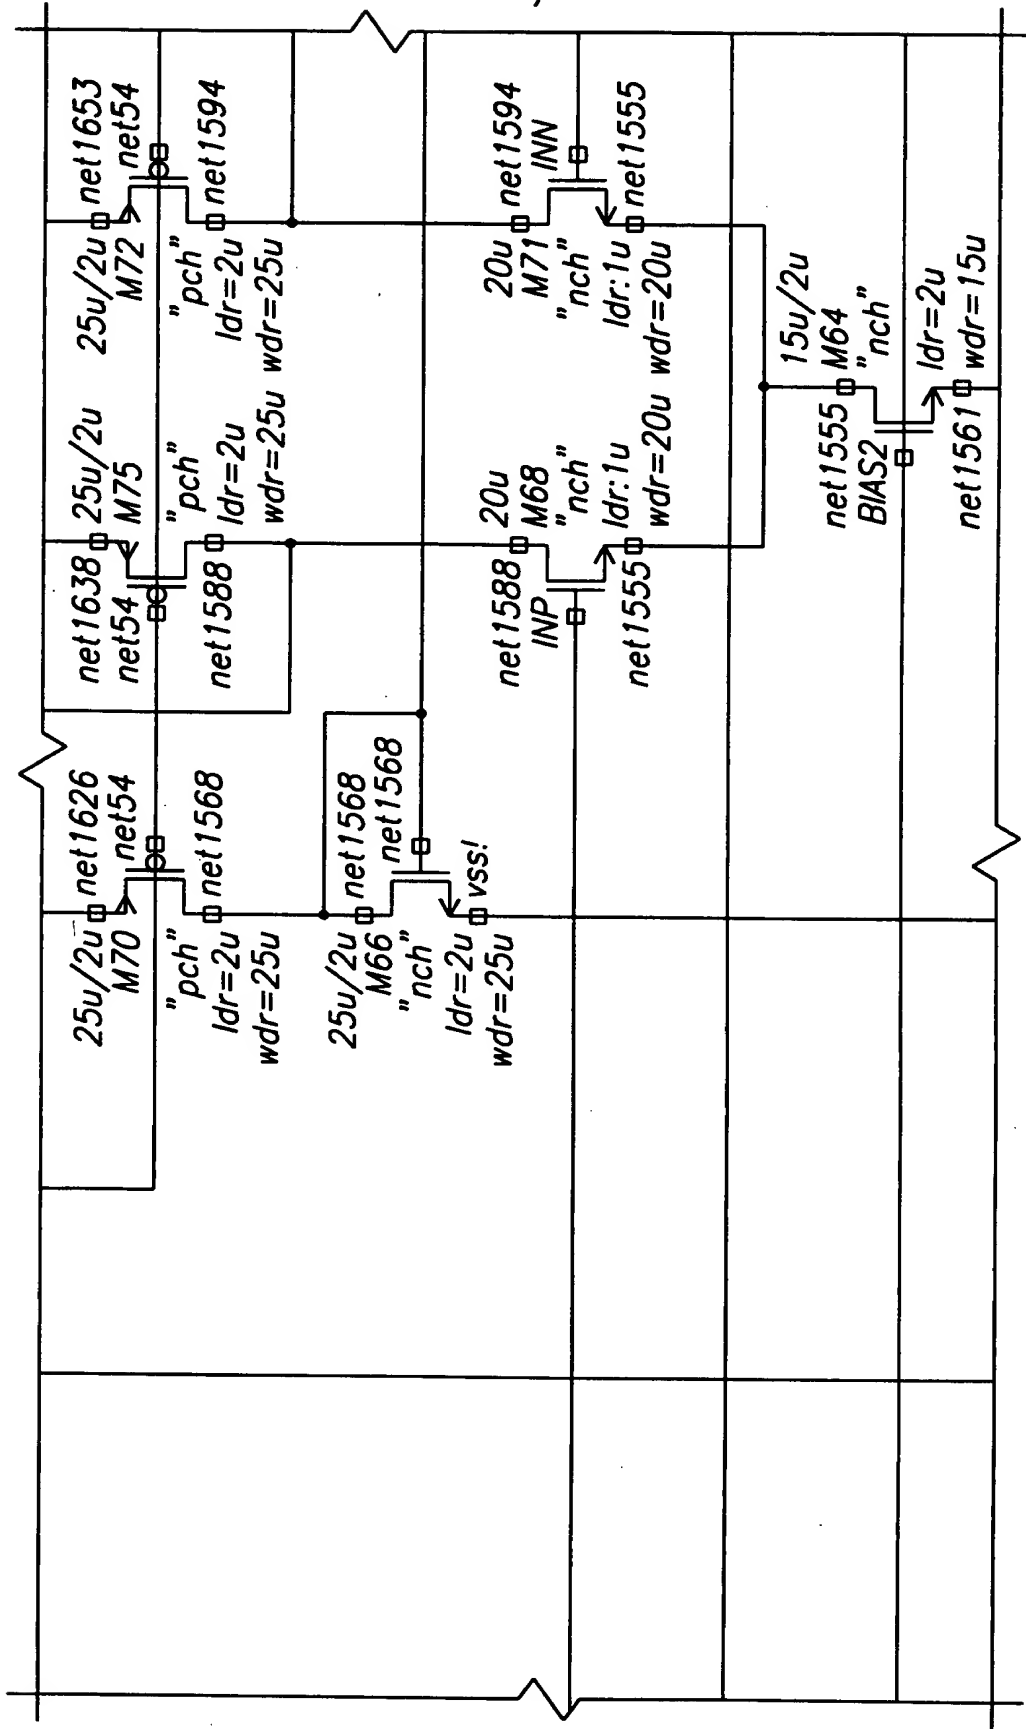 25u/2u
M70
net1626
net54
"pch"
ldr=2u
wdr=25u
net1568
25u/2u
M66
"nch"
ldr=2u
wdr=25u
net1568
net1568
vss!
net1638
net54
25u/2u
M75
"pch"
ldr=2u
wdr=25u
net1588
25u/2u
M72
net1653
net54
"pch"
ldr=2u
wdr=25u
net1594
net1588
INP
20u
M68
"nch"
ldr:1u
wdr=20u
net1555
20u
M71
"nch"
ldr:1u
wdr=20u
net1594
INN
net1555
net1555
BIAS2
15u/2u
M64
"nch"
ldr=2u
wdr=15u
net1561